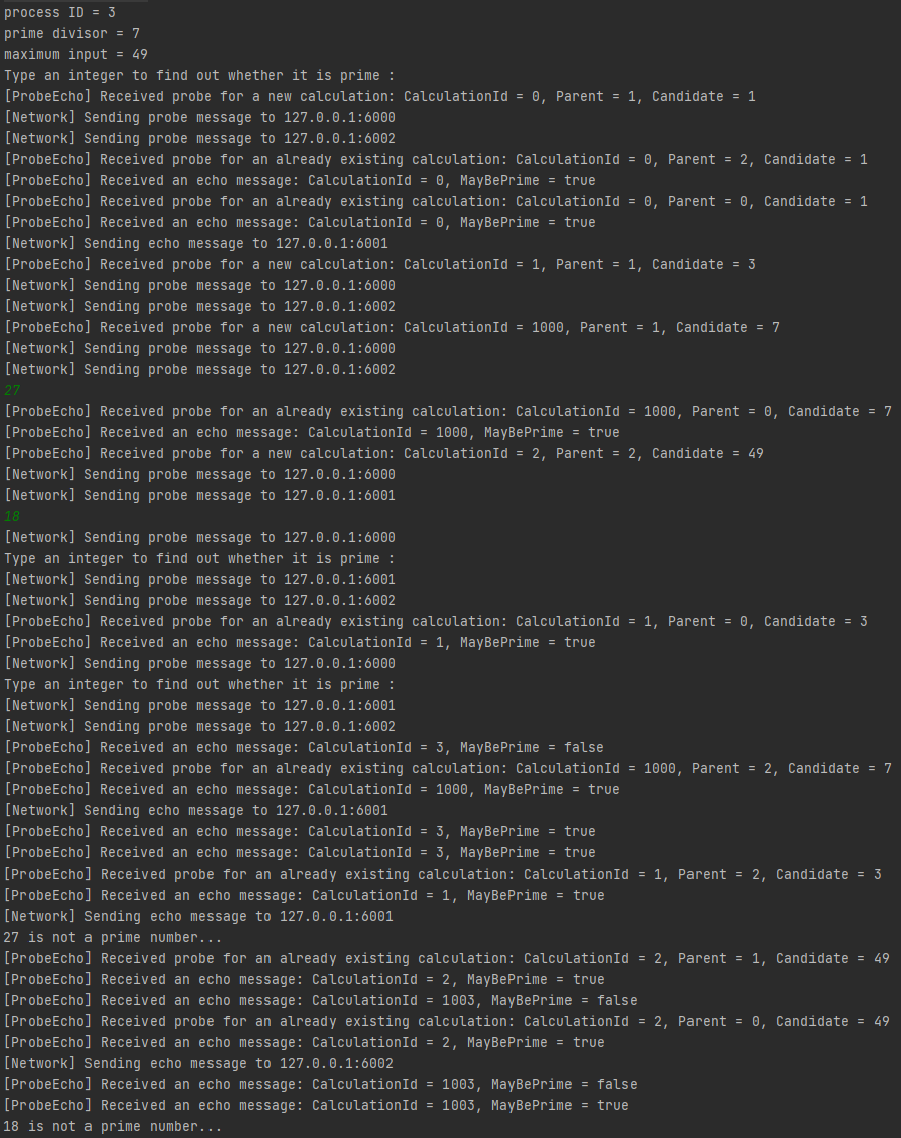 process ID = 3
prime divisor = 7
maximum input = 49
Type an integer to find out whether it is prime :
[ProbeEcho] Received probe for a new calculation: CalculationId = 0, Parent = 1, Candidate = 1
[Network] Sending probe message to 127.0.0.1:6000
[Network] Sending probe message to 127.0.0.1:6002
[ProbeEcho] Received probe for an already existing calculation: CalculationId = 0, Parent = 2, Candidate = 1
[ProbeEcho] Received an echo message: CalculationId = 0, MayBePrime = true
[ProbeEcho] Received probe for an already existing calculation: CalculationId = 0, Parent = 0, Candidate = 1
[ProbeEcho] Received an echo message: CalculationId = 0, MayBePrime = true
[Network] Sending echo message to 127.0.0.1:6001
[ProbeEcho] Received probe for a new calculation: CalculationId = 1, Parent = 1, Candidate = 3
[Network] Sending probe message to 127.0.0.1:6000
[Network] Sending probe message to 127.0.0.1:6002
[ProbeEcho] Received probe for a new calculation: CalculationId = 1000, Parent = 1, Candidate = 7
[Network] Sending probe message to 127.0.0.1:6000
[Network] Sending probe message to 127.0.0.1:6002
27
[ProbeEcho] Received probe for an already existing calculation: CalculationId = 1000, Parent = 0, Candidate = 7
[ProbeEcho] Received an echo message: CalculationId = 1000, MayBePrime = true
[ProbeEcho] Received probe for a new calculation: CalculationId = 2, Parent = 2, Candidate = 49
[Network] Sending probe message to 127.0.0.1:6000
[Network] Sending probe message to 127.0.0.1:6001
18
[Network] Sending probe message to 127.0.0.1:6000
Type an integer to find out whether it is prime :
[Network] Sending probe message to 127.0.0.1:6001
[Network] Sending probe message to 127.0.0.1:6002
[ProbeEcho] Received probe for an already existing calculation: CalculationId = 1, Parent = 0, Candidate = 3
[ProbeEcho] Received an echo message: CalculationId = 1, MayBePrime = true
[Network] Sending probe message to 127.0.0.1:6000
Type an integer to find out whether it is prime :
[Network] Sending probe message to 127.0.0.1:6001
[Network] Sending probe message to 127.0.0.1:6002
[ProbeEcho] Received an echo message: CalculationId = 3, MayBePrime = false
[ProbeEcho] Received probe for an already existing calculation: CalculationId = 1000, Parent = 2, Candidate = 7
[ProbeEcho] Received an echo message: CalculationId = 1000, MayBePrime = true
[Network] Sending echo message to 127.0.0.1:6001
[ProbeEcho] Received an echo message: CalculationId = 3, MayBePrime = true
[ProbeEcho] Received an echo message: CalculationId = 3, MayBePrime = true
[ProbeEcho] Received probe for an already existing calculation: CalculationId = 1, Parent = 2, Candidate = 3
[ProbeEcho] Received an echo message: CalculationId = 1, MayBePrime = true
[Network] Sending echo message to 127.0.0.1:6001
27 is not a prime number...
[ProbeEcho] Received probe for an already existing calculation: CalculationId = 2, Parent = 1, Candidate = 49
[ProbeEcho] Received an echo message: CalculationId = 2, MayBePrime = true
[ProbeEcho] Received an echo message: CalculationId = 1003, MayBePrime = false
[ProbeEcho] Received probe for an already existing calculation: CalculationId = 2, Parent = 0, Candidate = 49
[ProbeEcho] Received an echo message: CalculationId = 2, MayBePrime = true
[Network] Sending echo message to 127.0.0.1:6002
[ProbeEcho] Received an echo message: CalculationId = 1003, MayBePrime = false
[ProbeEcho] Received an echo message: CalculationId = 1003, MayBePrime = true
18 is not a prime number...